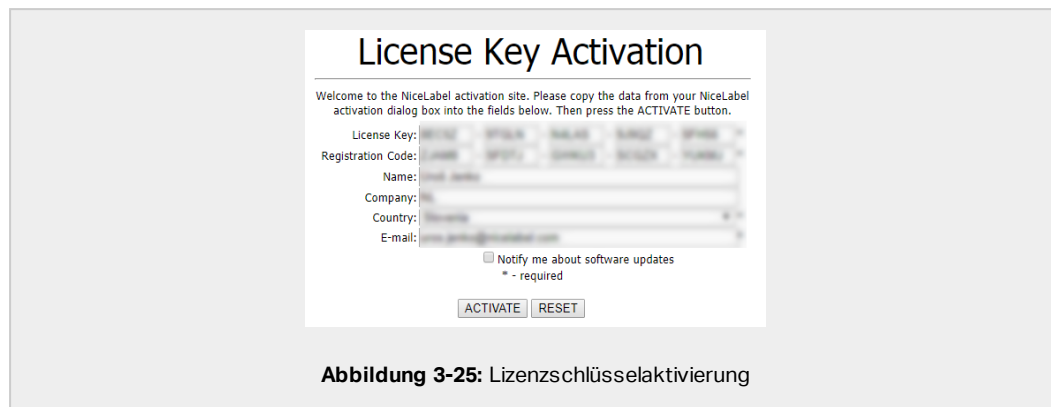 License Key Activation
Welcome to the NiceLabel activation site. Please copy the data from your NiceLabel
activation dialog box into the fields below. Then press the ACTIVATE button.
License Key:
Registration Code:
Name:
Company:
Country:
E-mail:
Notify me about software updates
* - required
ACTIVATE RESET
Abbildung 3-25: Lizenzschlüsselaktivierung